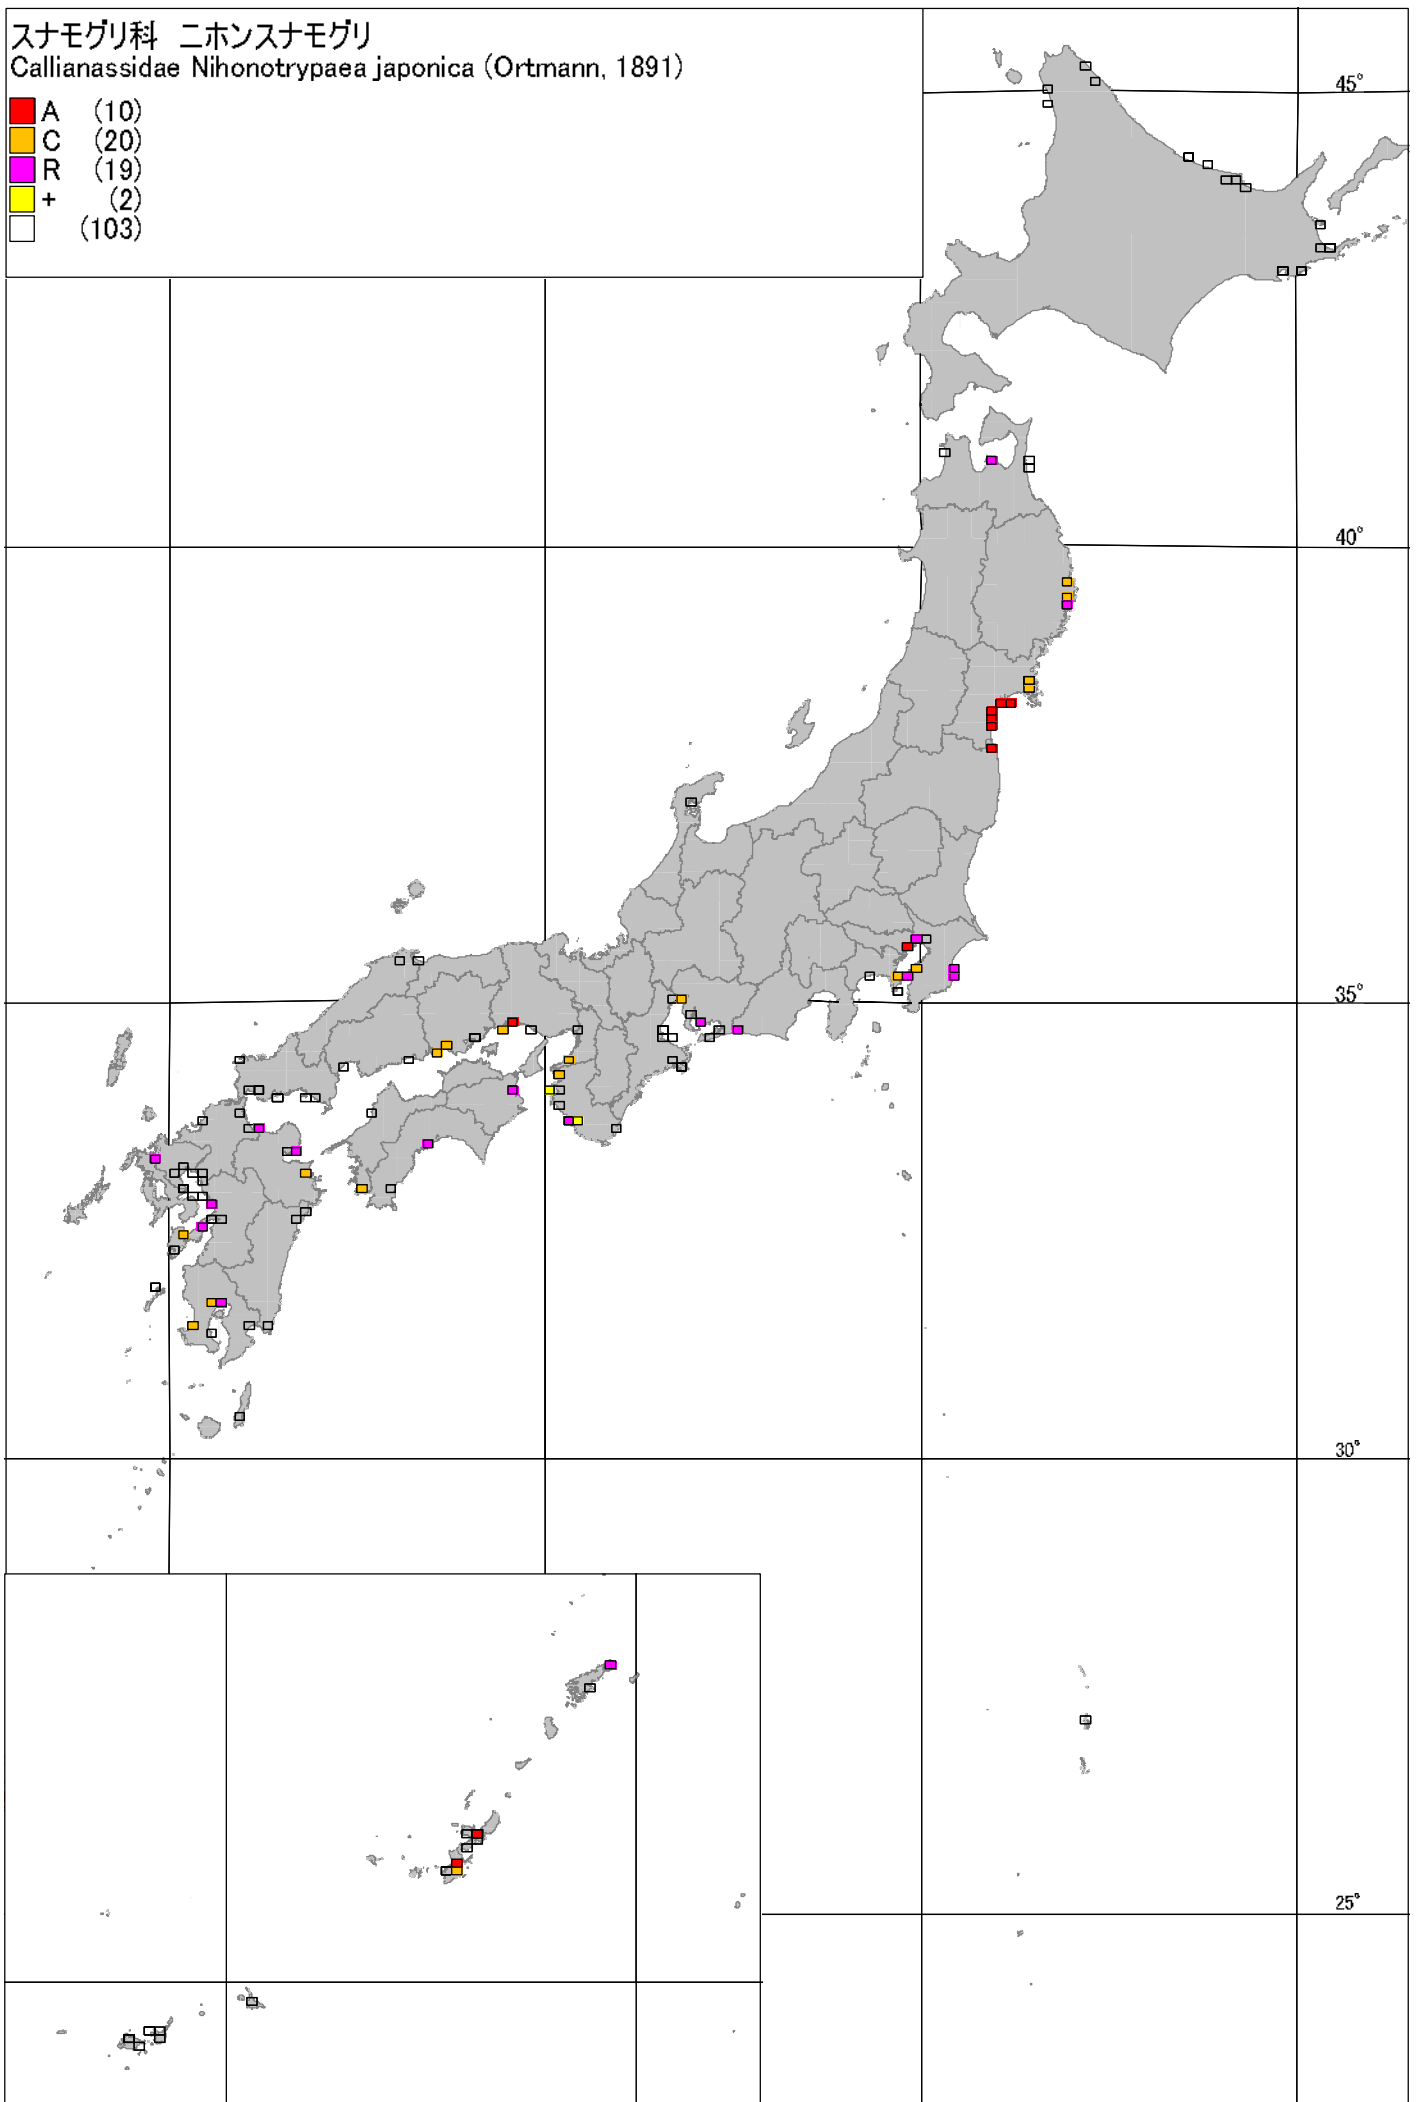 スナモグリ科 ニホンスナモグリ
Callianassidae Nihonotrypaea japonica (Ortmann, 1891)
A (10)
C (20)
R (19)
+ (2)
(103)
45°
40°
35°
30°
25°